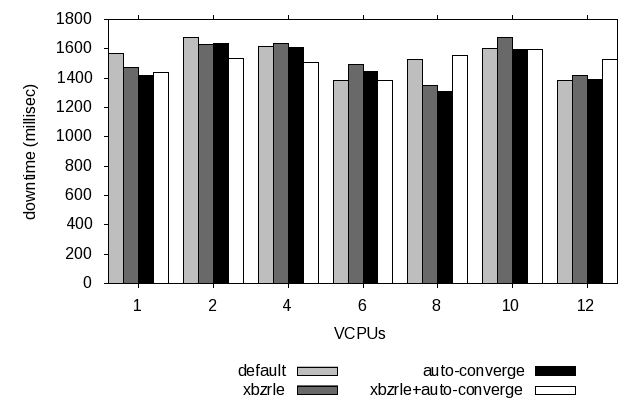 1800
1600
1400
1200
1000
800
600
400
200
0
downtime (millisec)
1 2 4 6 8 10 12
VCPUs
default auto-converge
xbzrle xbzrle+auto-converge